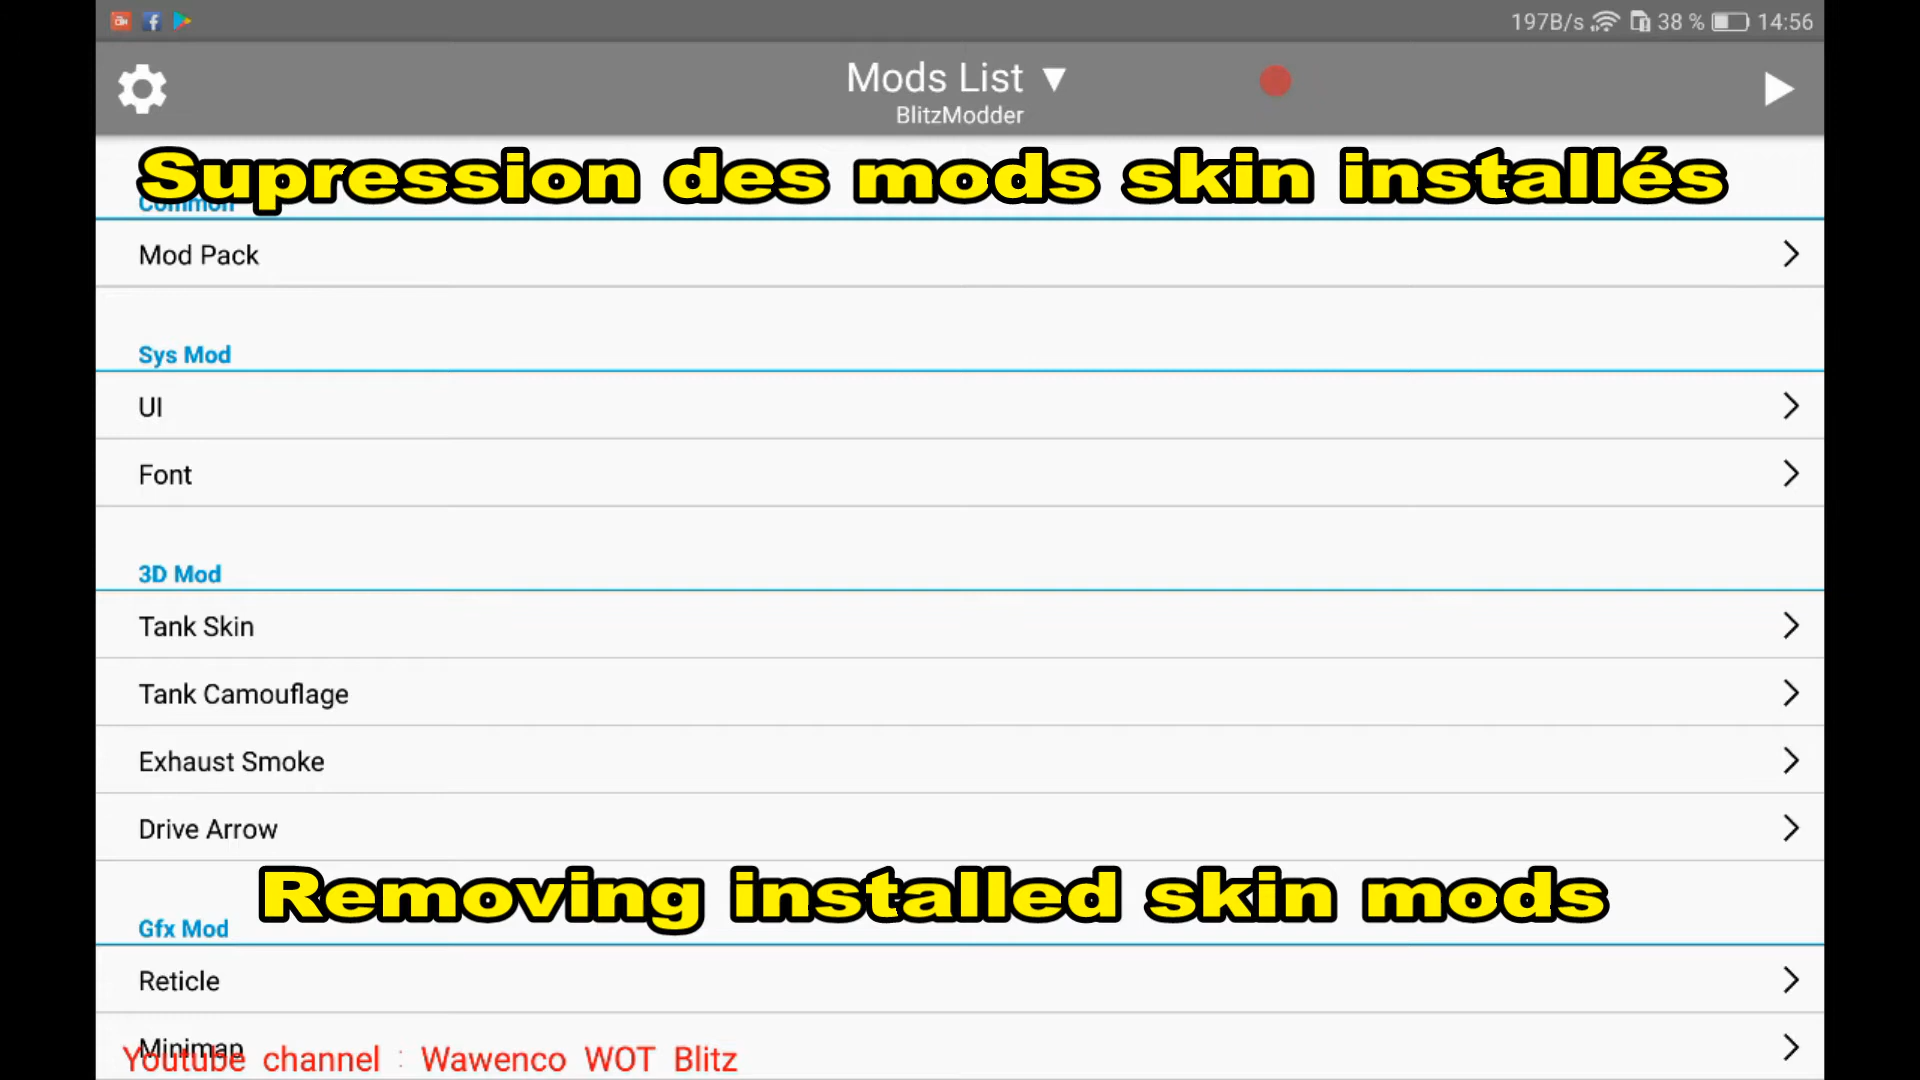 197B/s 38 % 14:56
Mods List ▼
BlitzModder
Supression des mods skin installés
Common
Mod Pack
Sys Mod
UI
Font
3D Mod
Tank Skin
Tank Camouflage
Exhaust Smoke
Drive Arrow
Removing installed skin mods
Gfx Mod
Reticle
Minimap
Youtube channel : Wawenco WOT Blitz